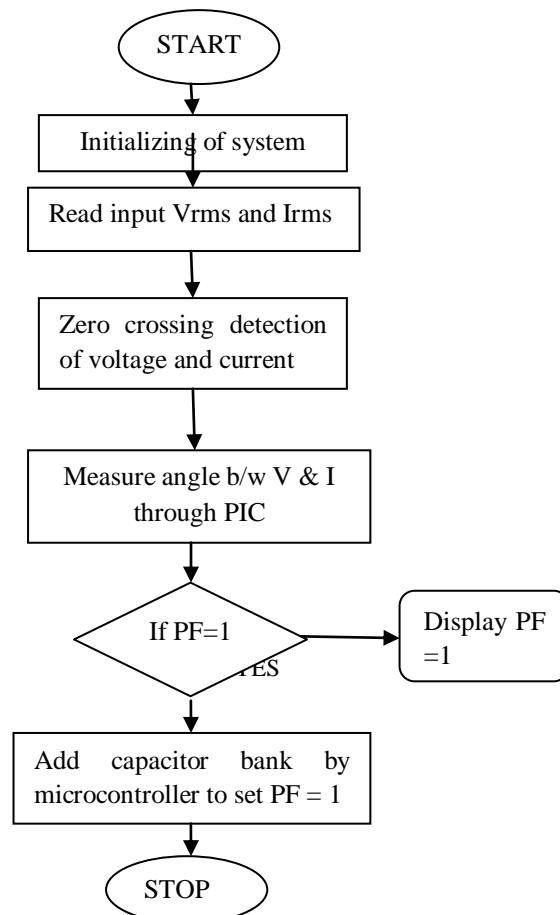 START
Initializing of system
Read input Vrms and Irms
Zero crossing detection
of voltage and current
Measure angle b/w V & I
through PIC
If PF=1
Display PF
=1
YES
Add capacitor bank by
microcontroller to set PF = 1
STOP